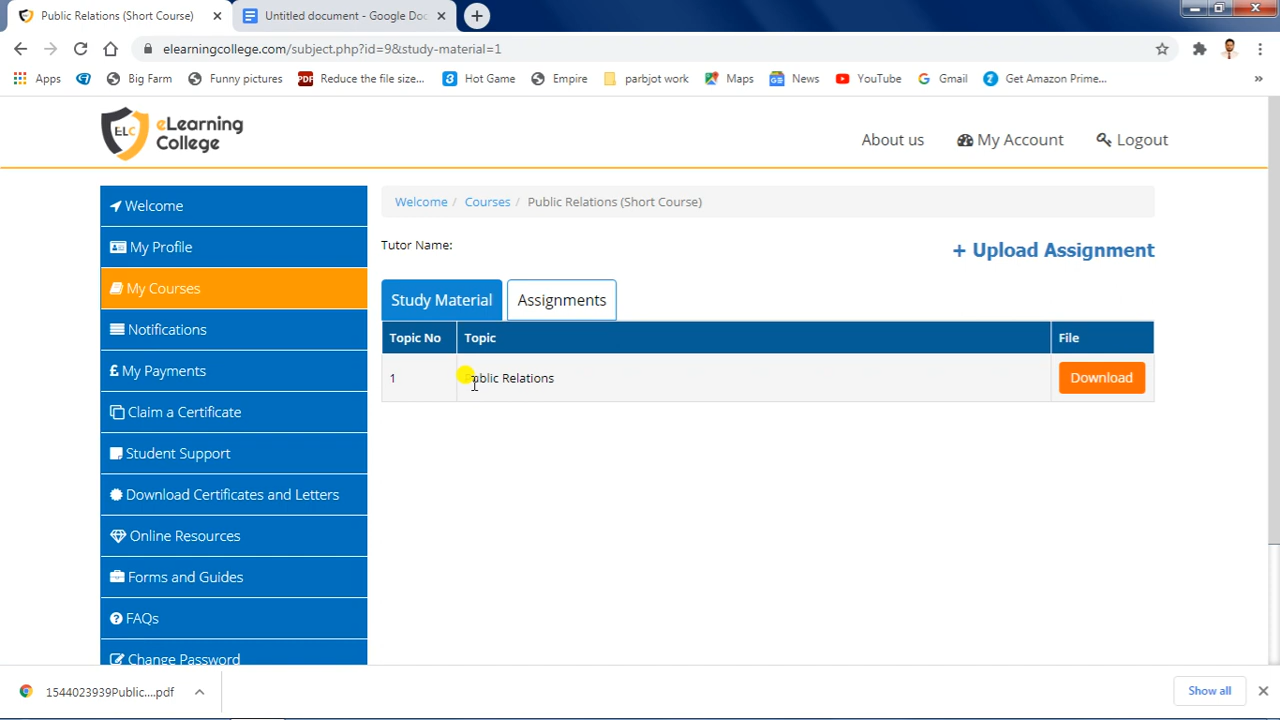 Public Relations (Short Course)
Untitled document - Google Doc
elearningcollege.com/subject.php?id=9&study-material=1
Apps
Big Farm
Funny pictures
PDF
Reduce the file size...
Hot Game
Empire
parbjot work
Maps
News
YouTube
Gmail
Get Amazon Prime...
»
ELC
eLearning
College
About us
My Account
Logout
Welcome
My Profile
My Courses
Notifications
£ My Payments
Claim a Certificate
Student Support
Download Certificates and Letters
Online Resources
Forms and Guides
FAQs
Change Password
Welcome / Courses / Public Relations (Short Course)
Tutor Name:
+ Upload Assignment
Study Material
Assignments
Topic No Topic File
1 Public Relations Download
1544023939Public....pdf
Show all